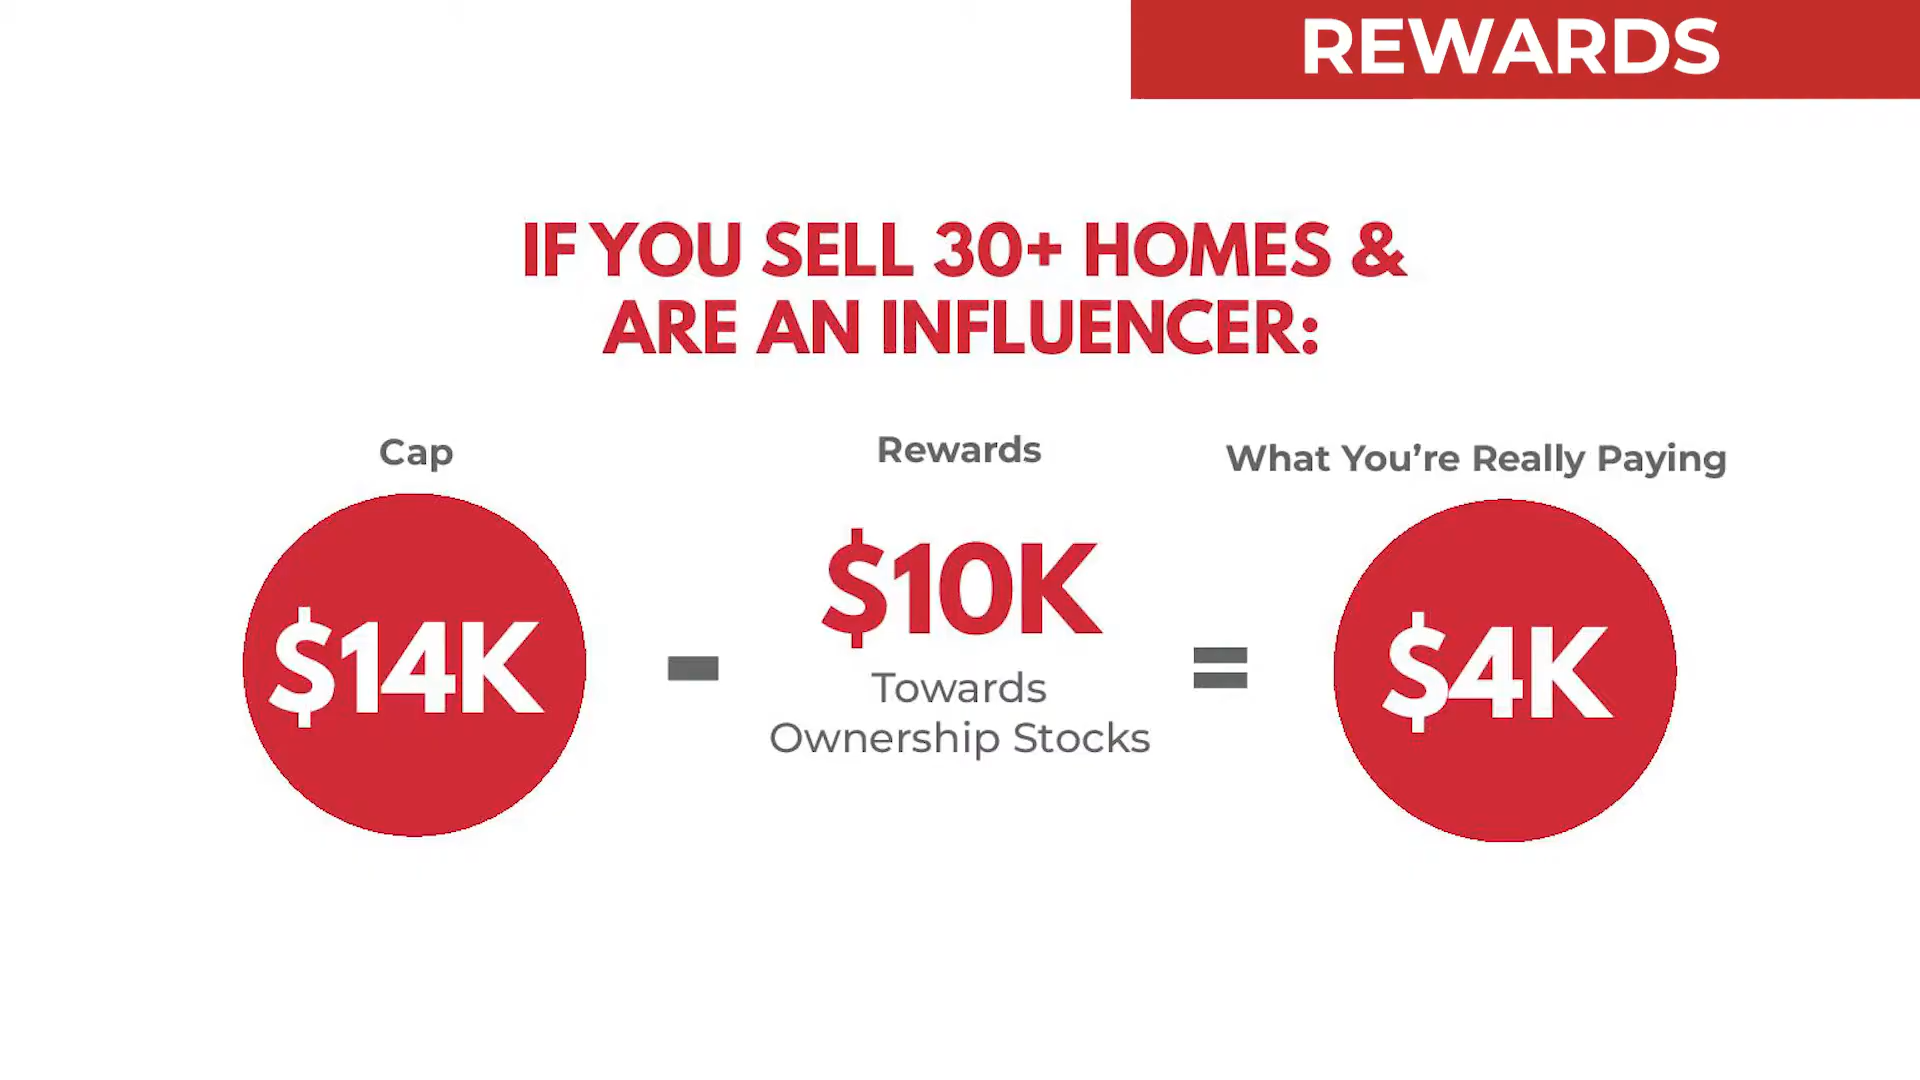 REWARDS
IF YOU SELL 30+ HOMES &
ARE AN INFLUENCER:
Cap
Rewards
What You’re Really Paying
$14K
-
$10K
Towards
Ownership Stocks
=
$4K